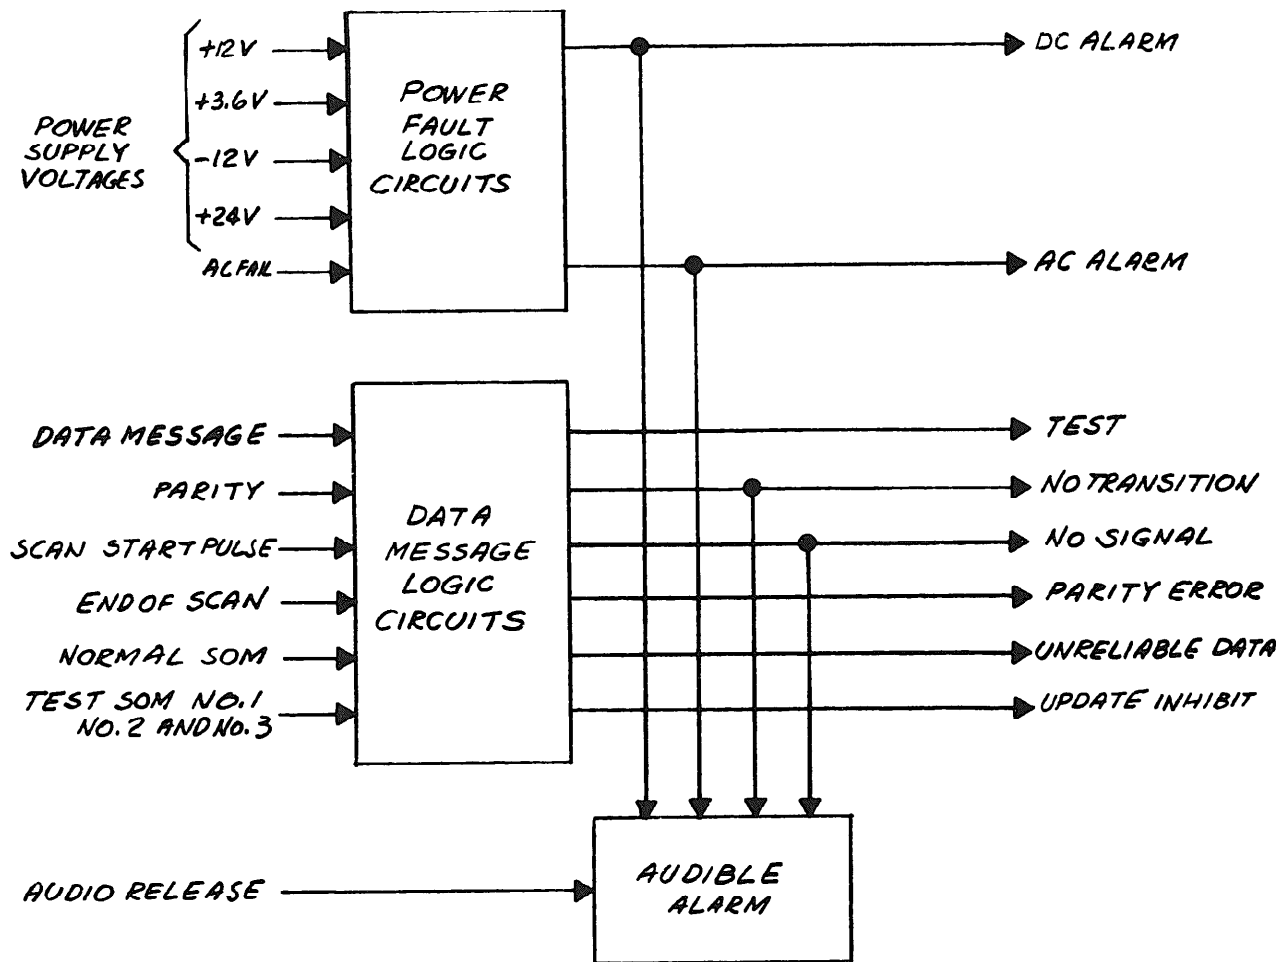 POWER
SUPPLY
VOLTAGES
+12V
+3.6V
-12V
+24V
AC FAIL
POWER
FAULT
LOGIC
CIRCUITS
DC ALARM
AC ALARM
DATA MESSAGE
PARITY
SCAN START PULSE
END OF SCAN
NORMAL SOM
TEST SOM NO.1
NO.2 AND NO.3
DATA
MESSAGE
LOGIC
CIRCUITS
TEST
NO TRANSITION
NO SIGNAL
PARITY ERROR
UNRELIABLE DATA
UPDATE INHIBIT
AUDIO RELEASE
AUDIBLE
ALARM